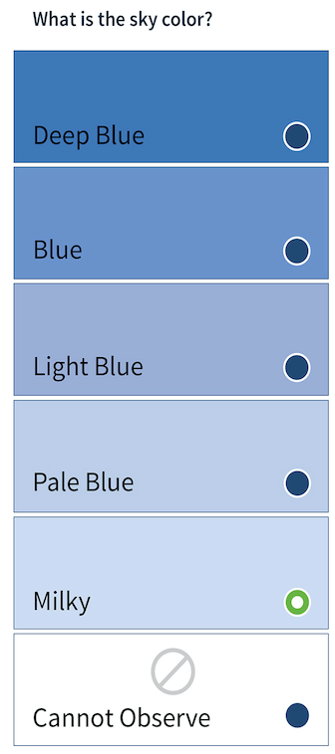 What is the sky color?
Deep Blue
Blue
Light Blue
Pale Blue
Milky
Cannot Observe